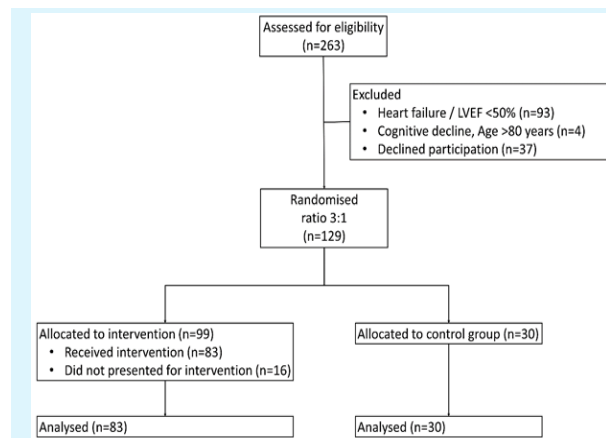 Assessed for eligibility
(n=263)
Excluded
• Heart failure / LVEF <50% (n=93)
• Cognitive decline, Age >80 years (n=4)
• Declined participation (n=37)
Randomised
ratio 3:1
(n=129)
Allocated to intervention (n=99)
• Received intervention (n=83)
• Did not presented for intervention (n=16)
Allocated to control group (n=30)
Analysed (n=83)
Analysed (n=30)